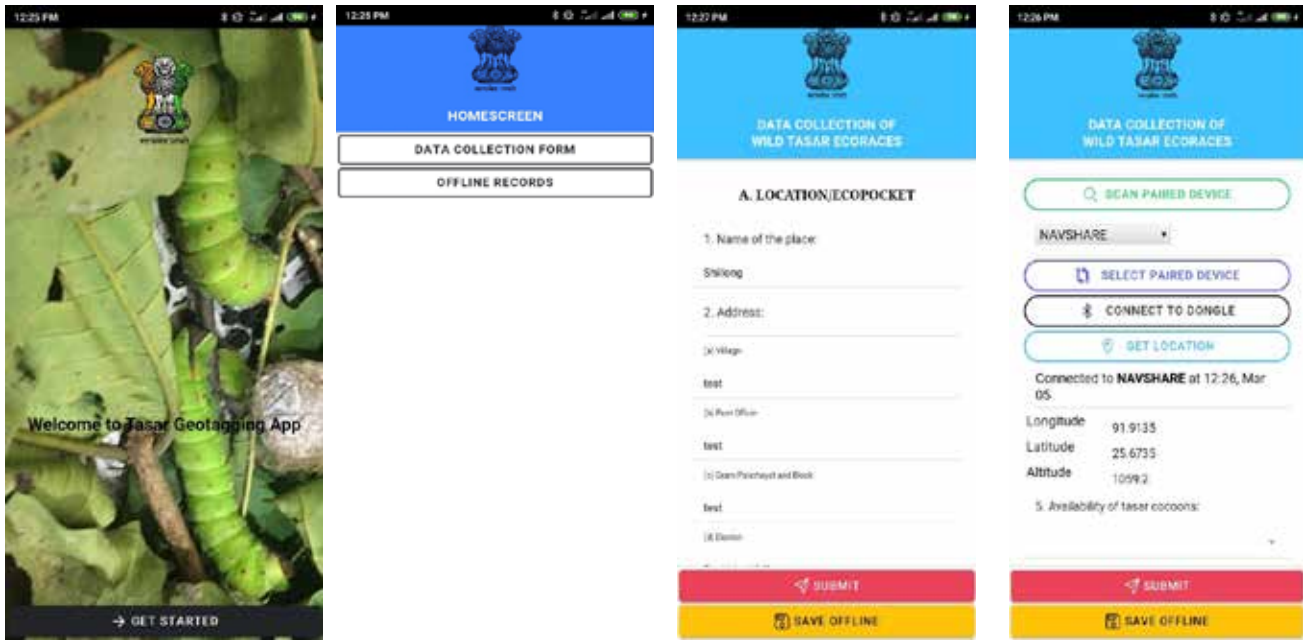 12:25 PM
Welcome to Tasar Geotagging App
→ GET STARTED
12:25 PM
HOMESCREEN
DATA COLLECTION FORM
OFFLINE RECORDS
12:27 PM
DATA COLLECTION OF
WILD TASAR ECORACES
A. LOCATION/ECOPOCKET
1. Name of the place:
Shillong
2. Address:
(a) Village-
test
(b) Post Office-
test
(c) Gram Panchayat and Block
test
(d) District-
SUBMIT
SAVE OFFLINE
12:26 PM
DATA COLLECTION OF
WILD TASAR ECORACES
SCAN PAIRED DEVICE
NAVSHARE
SELECT PAIRED DEVICE
CONNECT TO DONGLE
GET LOCATION
Connected to NAVSHARE at 12:26, Mar
05
Longitude 91.9135
Latitude 25.6735
Altitude 1059.2
5. Availability of tasar cocoons:
SUBMIT
SAVE OFFLINE